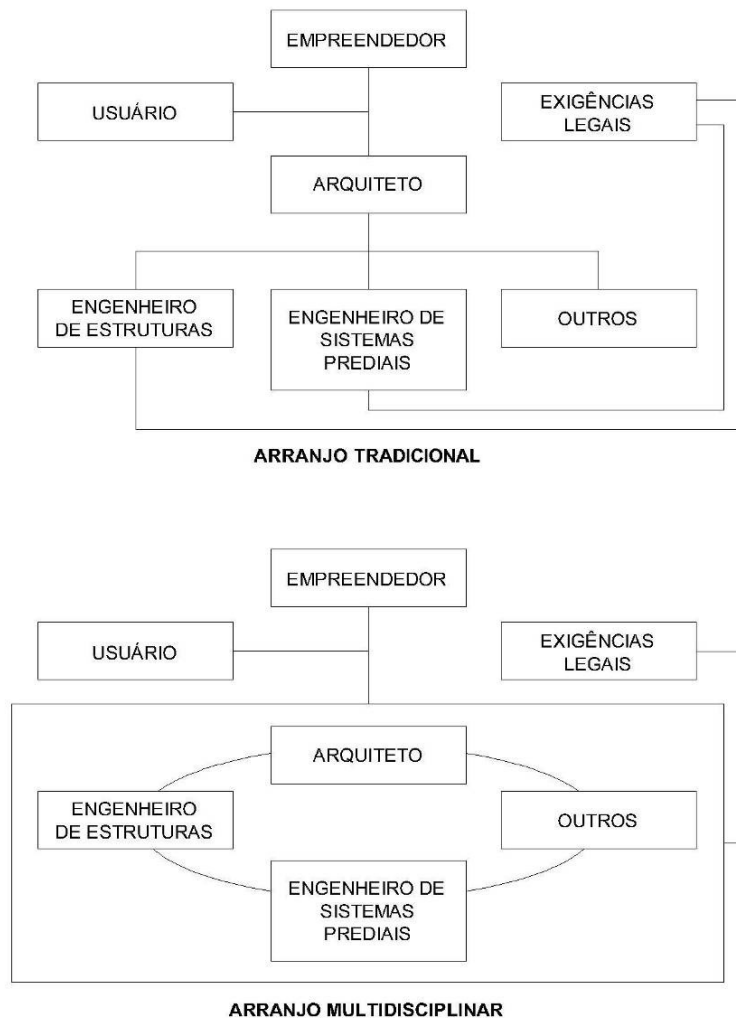 EMPREENDEDOR
USUÁRIO
EXIGÊNCIAS
LEGAIS
ARQUITETO
ENGENHEIRO
DE ESTRUTURAS
ENGENHEIRO DE
SISTEMAS
PREDIAIS
OUTROS
ARRANJO TRADICIONAL
EMPREENDEDOR
USUÁRIO
EXIGÊNCIAS
LEGAIS
ARQUITETO
ENGENHEIRO
DE ESTRUTURAS
OUTROS
ENGENHEIRO DE
SISTEMAS
PREDIAIS
ARRANJO MULTIDISCIPLINAR